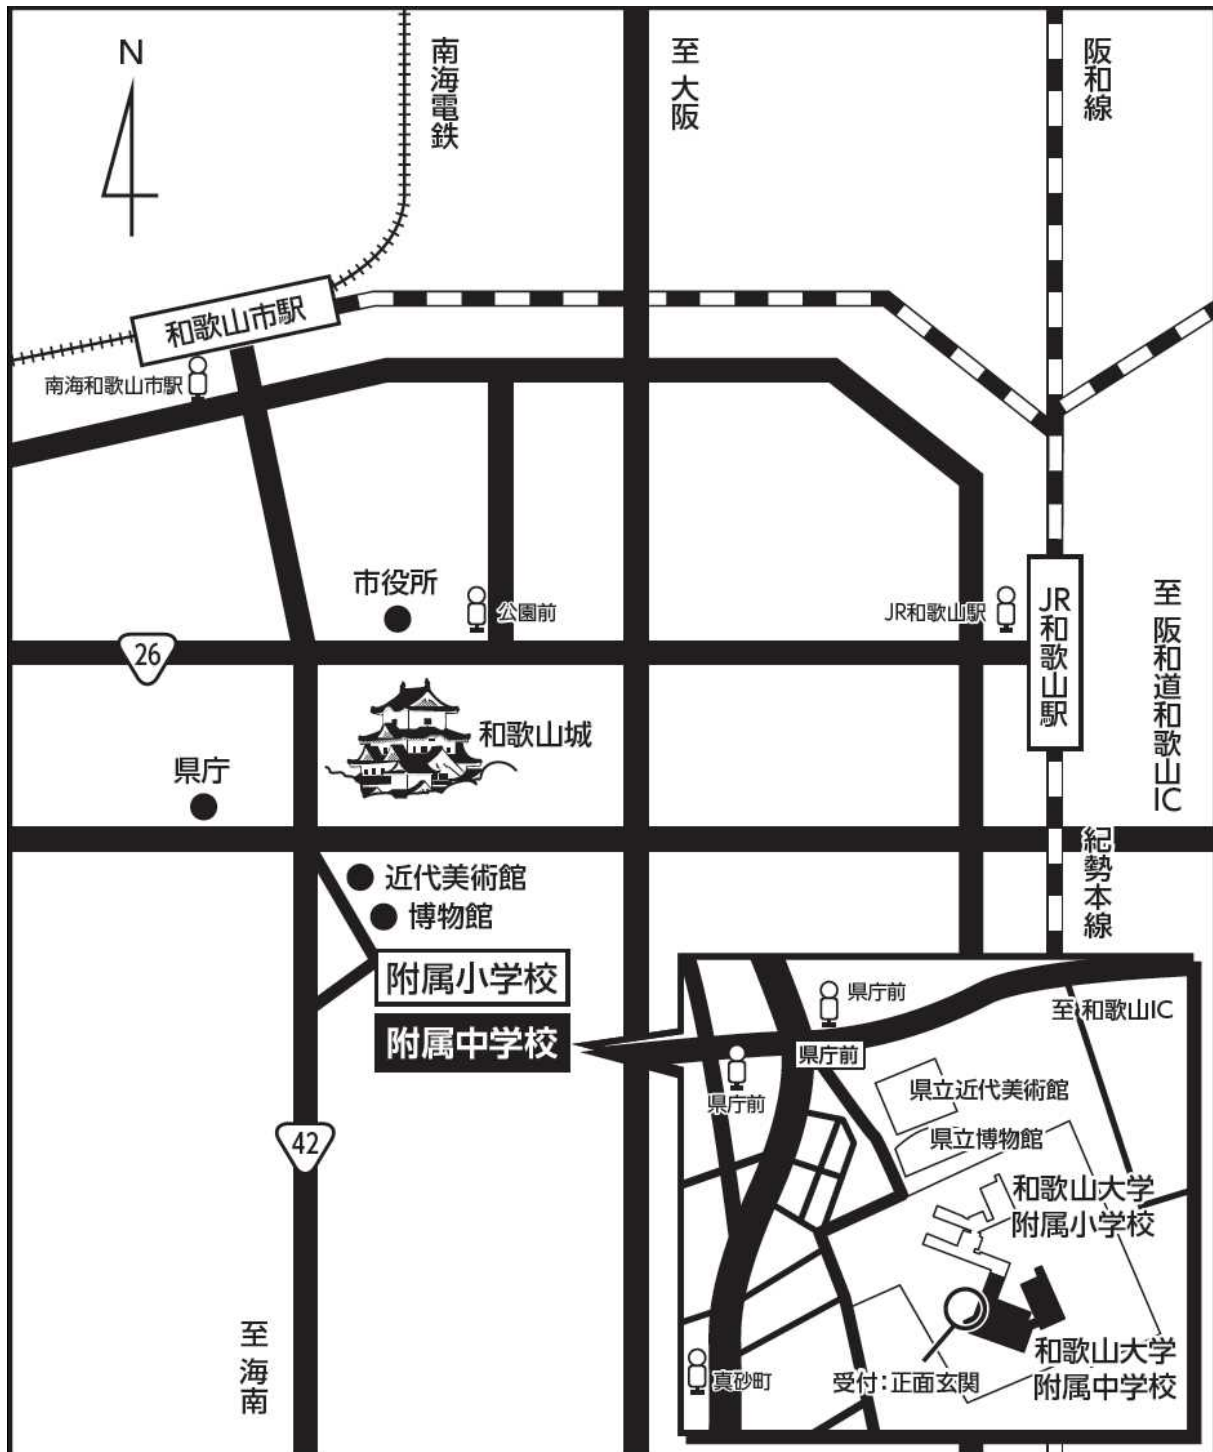 N
南海電鉄
至 大阪
阪和線
和歌山市駅
南海和歌山市駅
市役所
公園前
JR和歌山駅
JR和歌山駅
至 阪和道和歌山IC
26
和歌山城
県庁
紀勢本線
近代美術館
博物館
附属小学校
附属中学校
42
至 海南
県庁前
至 和歌山IC
県庁前
県庁前
県立近代美術館
県立博物館
和歌山大学
附属小学校
和歌山大学
附属中学校
受付:正面玄関
真砂町